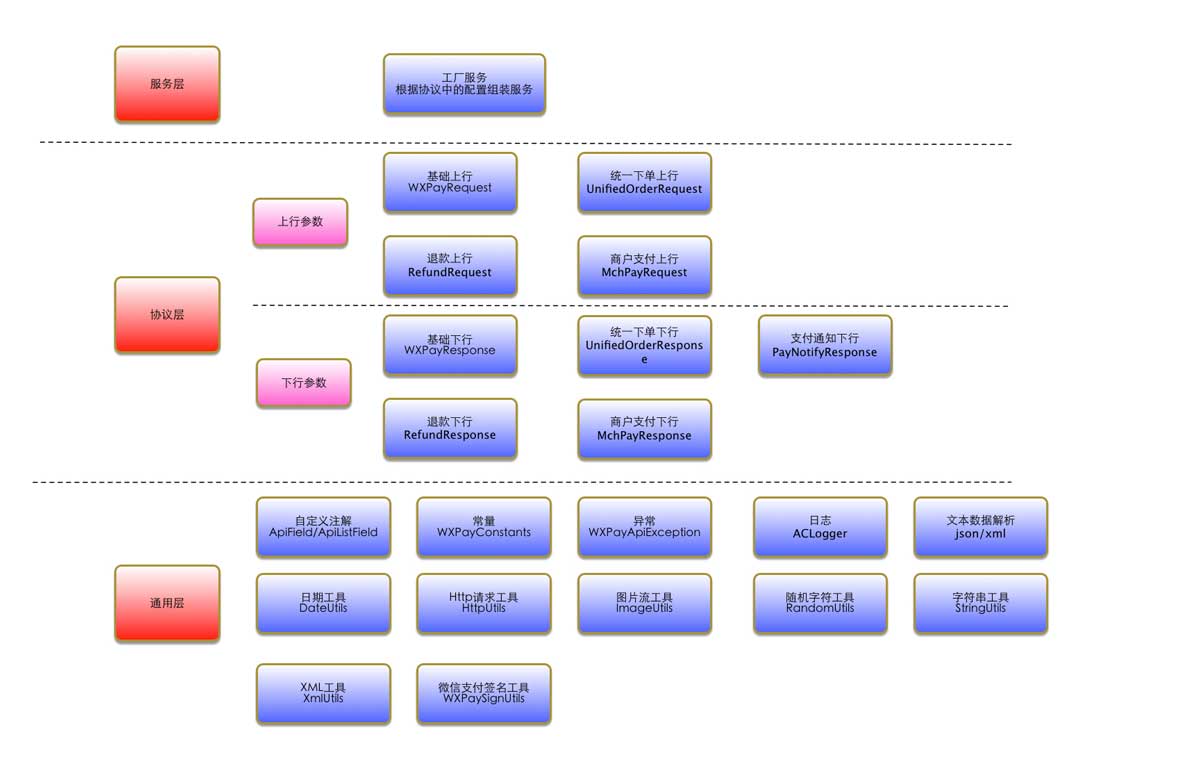 服务层
工厂服务
根据协议中的配置组装服务
基础上行
WXPayRequest
统一下单上行
UnifiedOrderRequest
上行参数
退款上行
RefundRequest
商户支付上行
MchPayRequest
协议层
基础下行
WXPayResponse
统一下单下行
UnifiedOrderRespons
e
支付通知下行
PayNotifyResponse
下行参数
退款下行
RefundResponse
商户支付下行
MchPayResponse
自定义注解
ApiField/ApiListField
常量
WXPayConstants
异常
WXPayApiException
日志
ACLogger
文本数据解析
json/xml
通用层
日期工具
DateUtils
Http请求工具
HttpUtils
图片流工具
ImageUtils
随机字符工具
RandomUtils
字符串工具
StringUtils
XML工具
XmlUtils
微信支付签名工具
WXPaySignUtils